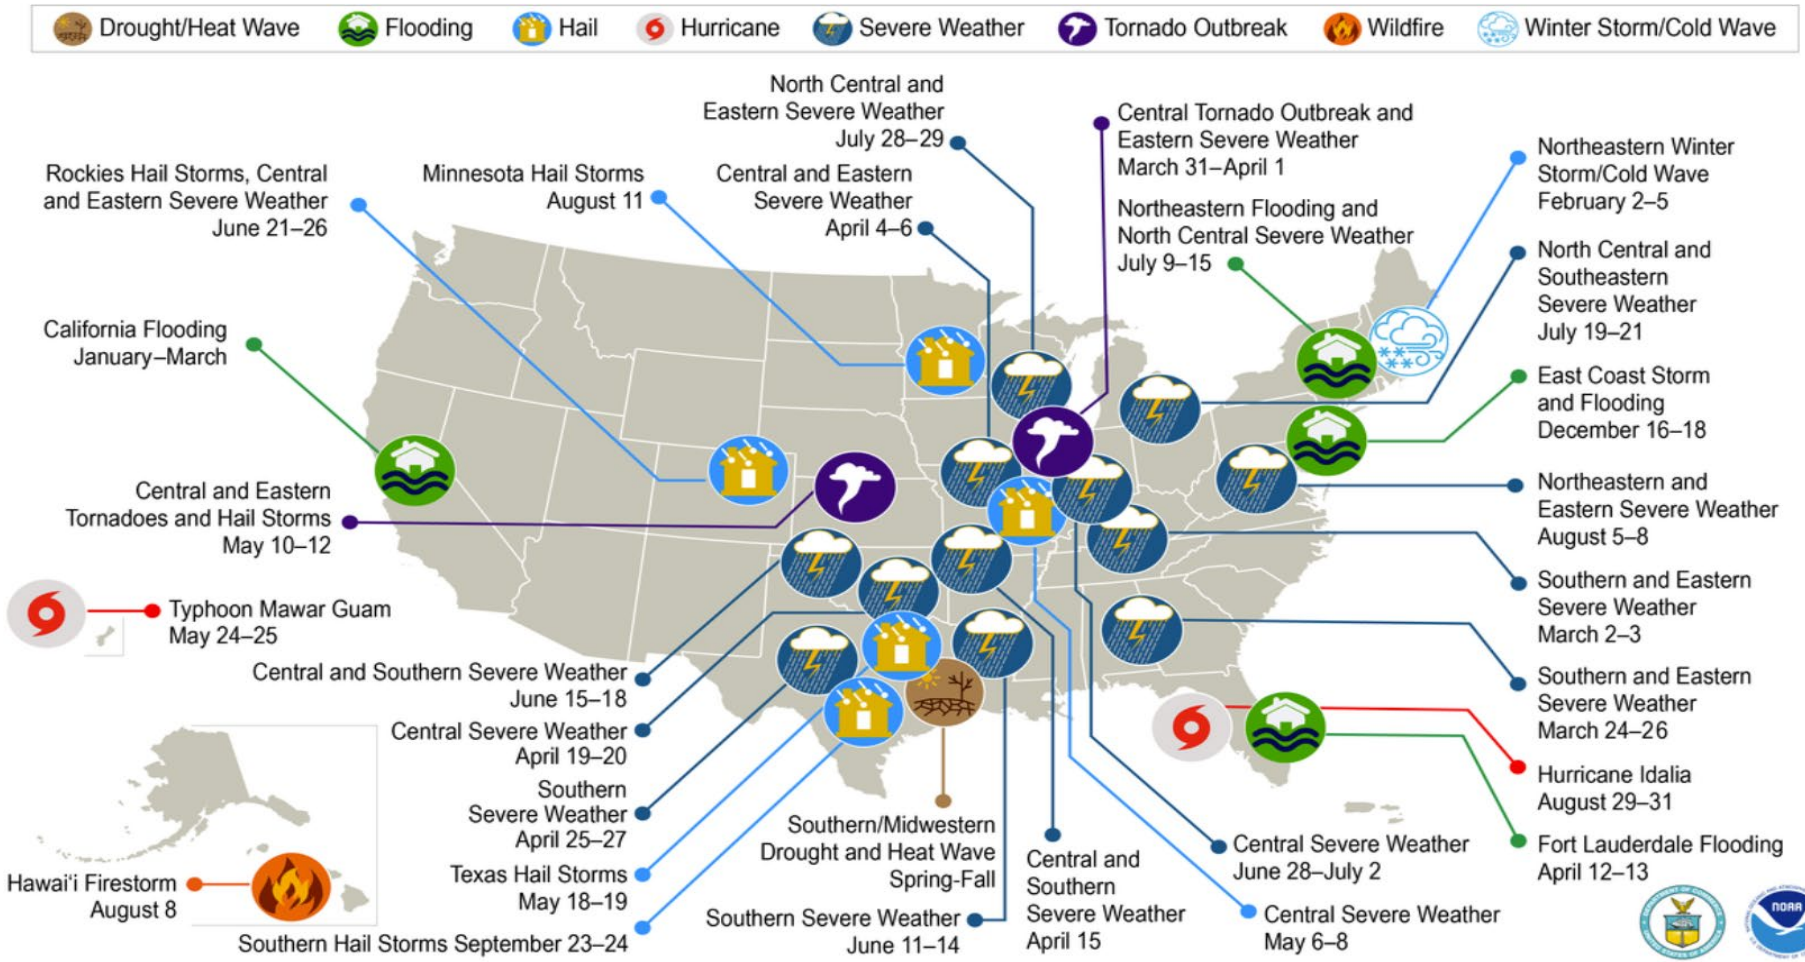 Drought/Heat Wave
Flooding
Hail
Hurricane
Severe Weather
Tornado Outbreak
Wildfire
Winter Storm/Cold Wave
North Central and
Eastern Severe Weather
July 28–29
Central Tornado Outbreak and
Eastern Severe Weather
March 31–April 1
Northeastern Winter
Storm/Cold Wave
February 2–5
Rockies Hail Storms, Central
and Eastern Severe Weather
June 21–26
Minnesota Hail Storms
August 11
Central and Eastern
Severe Weather
April 4–6
Northeastern Flooding and
North Central Severe Weather
July 9–15
North Central and
Southeastern
Severe Weather
July 19–21
California Flooding
January–March
East Coast Storm
and Flooding
December 16–18
Central and Eastern
Tornadoes and Hail Storms
May 10–12
Northeastern and
Eastern Severe Weather
August 5–8
Typhoon Mawar Guam
May 24–25
Southern and Eastern
Severe Weather
March 2–3
Central and Southern Severe Weather
June 15–18
Southern and Eastern
Severe Weather
March 24–26
Central Severe Weather
April 19–20
Southern
Severe Weather
April 25–27
Hurricane Idalia
August 29–31
Texas Hail Storms
May 18–19
Southern/Midwestern
Drought and Heat Wave
Spring-Fall
Central and
Southern
Severe Weather
April 15
Central Severe Weather
June 28–July 2
Fort Lauderdale Flooding
April 12–13
Hawai‘i Firestorm
August 8
Southern Hail Storms September 23–24
Southern Severe Weather
June 11–14
Central Severe Weather
May 6–8
DEPARTMENT OF COMMERCE
UNITED STATES OF AMERICA
NOAA